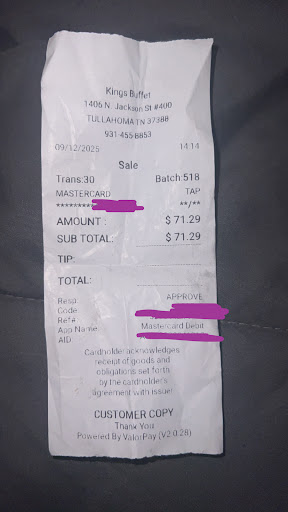 Kings Buffet
1406 N. Jackson St #400
TULLAHOMA TN 37388
931-455-8853
09/12/2025 14:14
Sale
Trans:30 Batch:518
MASTERCARD TAP
********* **/**
AMOUNT : $ 71.29
SUB TOTAL: $ 71.29
TIP:
TOTAL:
Resp: APPROVE
Code:
Ref#:
App Name: Mastercard Debit
AID:
Cardholder acknowledges
receipt of goods and
obligations set forth
by the cardholder's
agreement with issuer
CUSTOMER COPY
Thank You
Powered By ValorPay (V2.0.28)